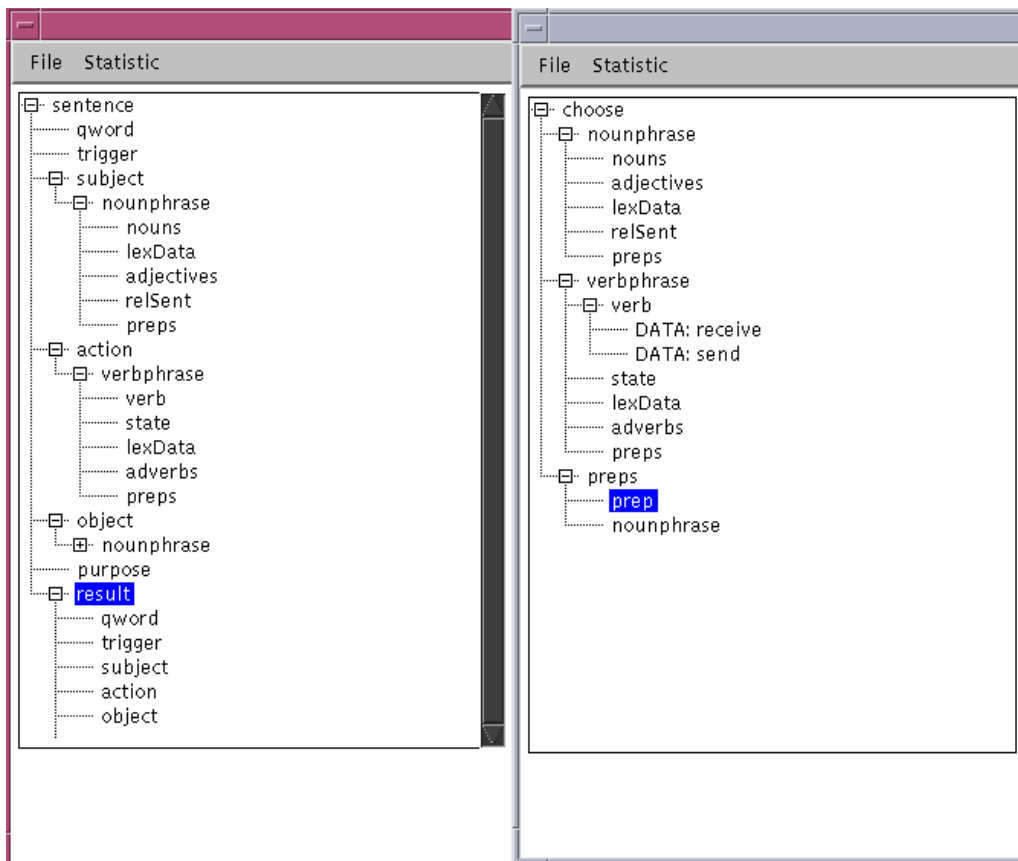 File Statistic
sentence
qword
trigger
subject
nounphrase
nouns
lexData
adjectives
relSent
preps
action
verbphrase
verb
state
lexData
adverbs
preps
object
nounphrase
purpose
result
qword
trigger
subject
action
object
File Statistic
choose
nounphrase
nouns
adjectives
lexData
relSent
preps
verbphrase
verb
DATA: receive
DATA: send
state
lexData
adverbs
preps
preps
prep
nounphrase